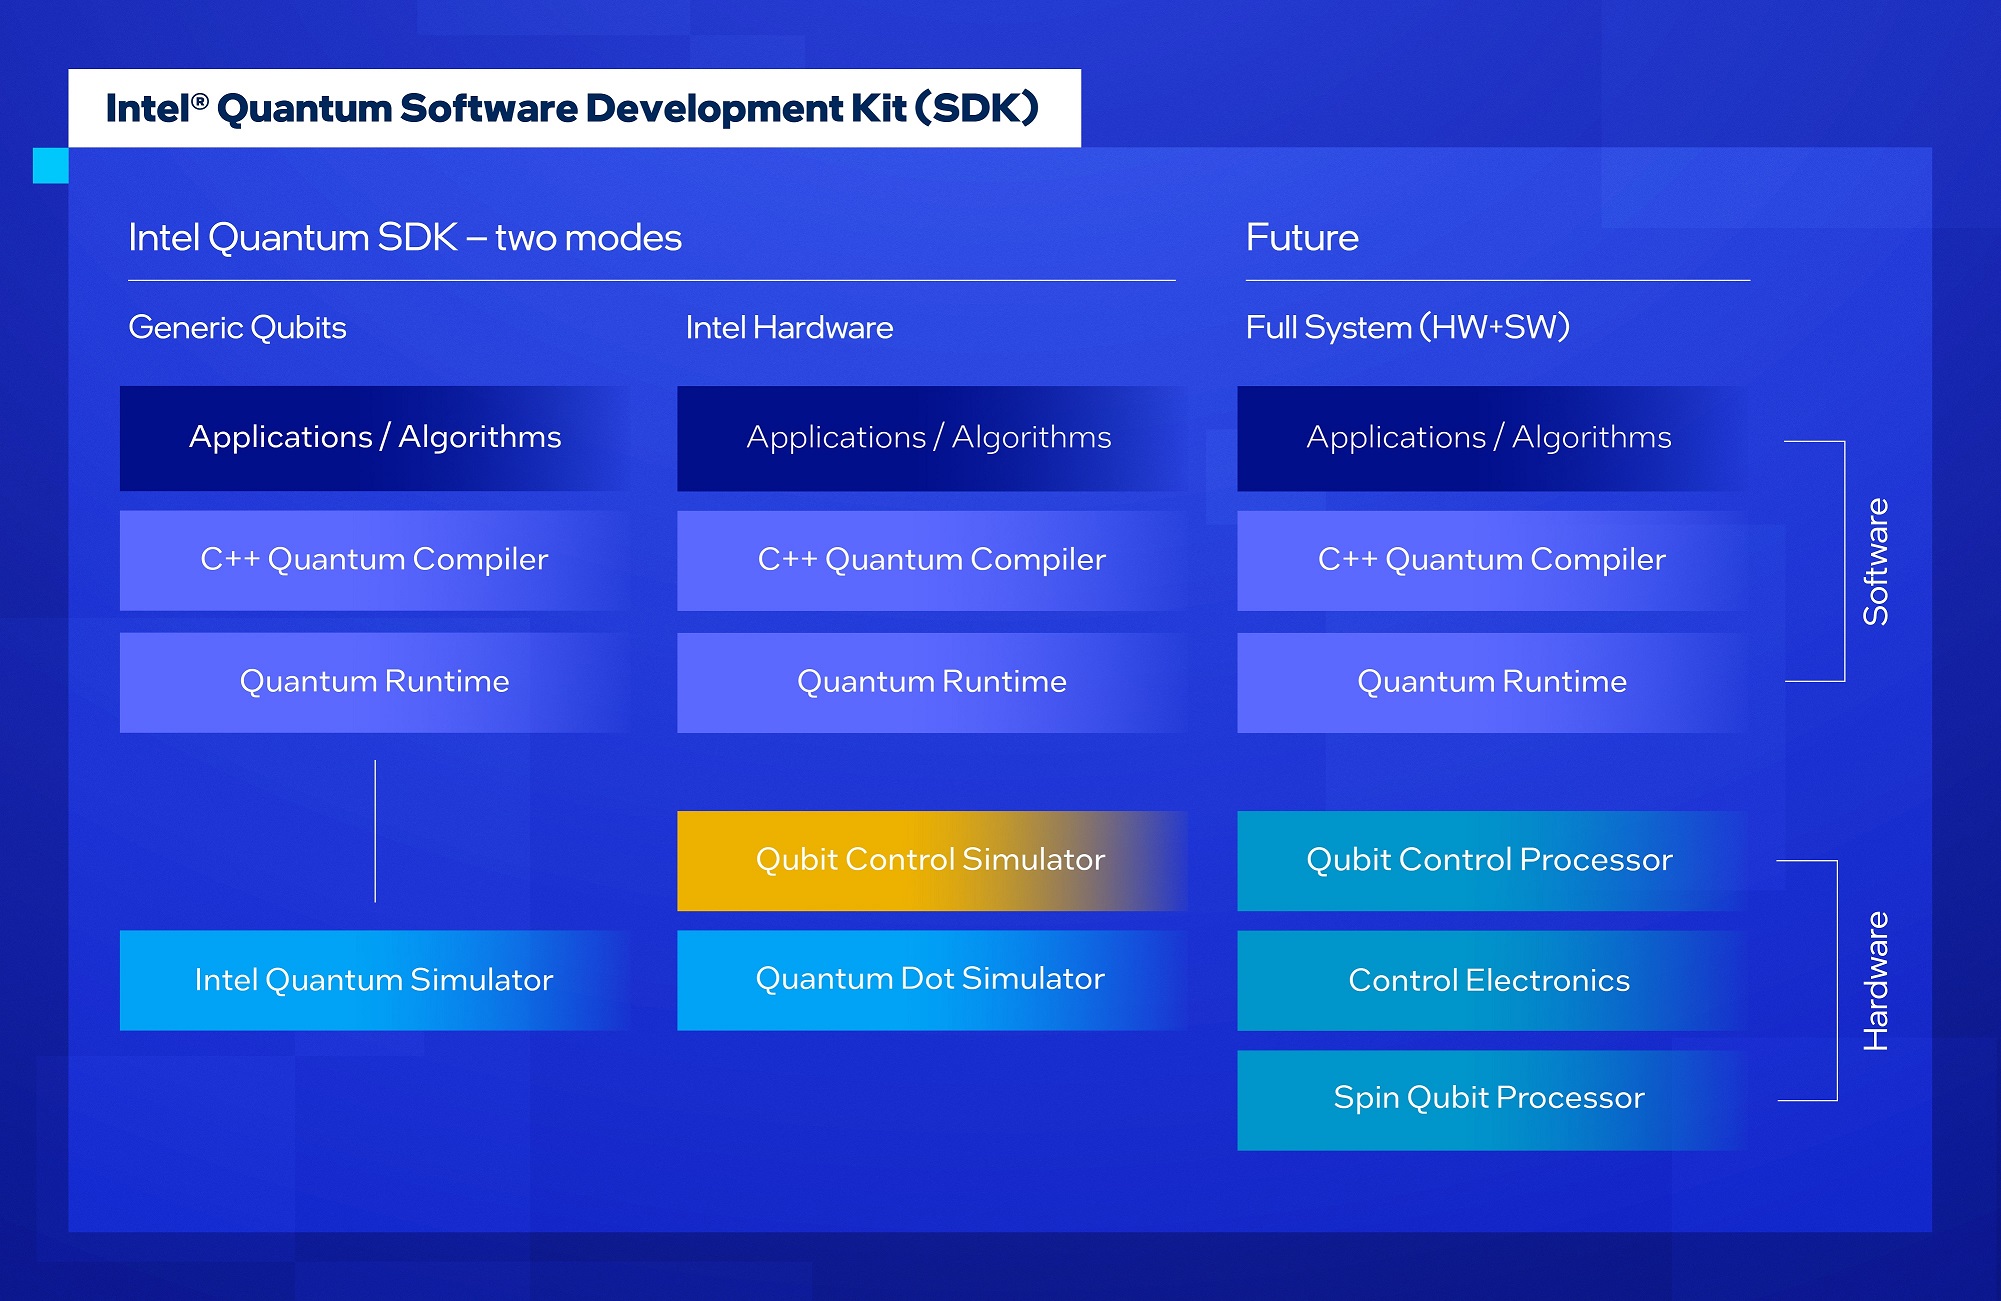 Intel® Quantum Software Development Kit (SDK)
Intel Quantum SDK – two modes
Generic Qubits
Applications / Algorithms
C++ Quantum Compiler
Quantum Runtime
Intel Quantum Simulator
Intel Hardware
Applications / Algorithms
C++ Quantum Compiler
Quantum Runtime
Qubit Control Simulator
Quantum Dot Simulator
Future
Full System (HW+SW)
Applications / Algorithms
C++ Quantum Compiler
Quantum Runtime
Qubit Control Processor
Control Electronics
Spin Qubit Processor
Software
Hardware